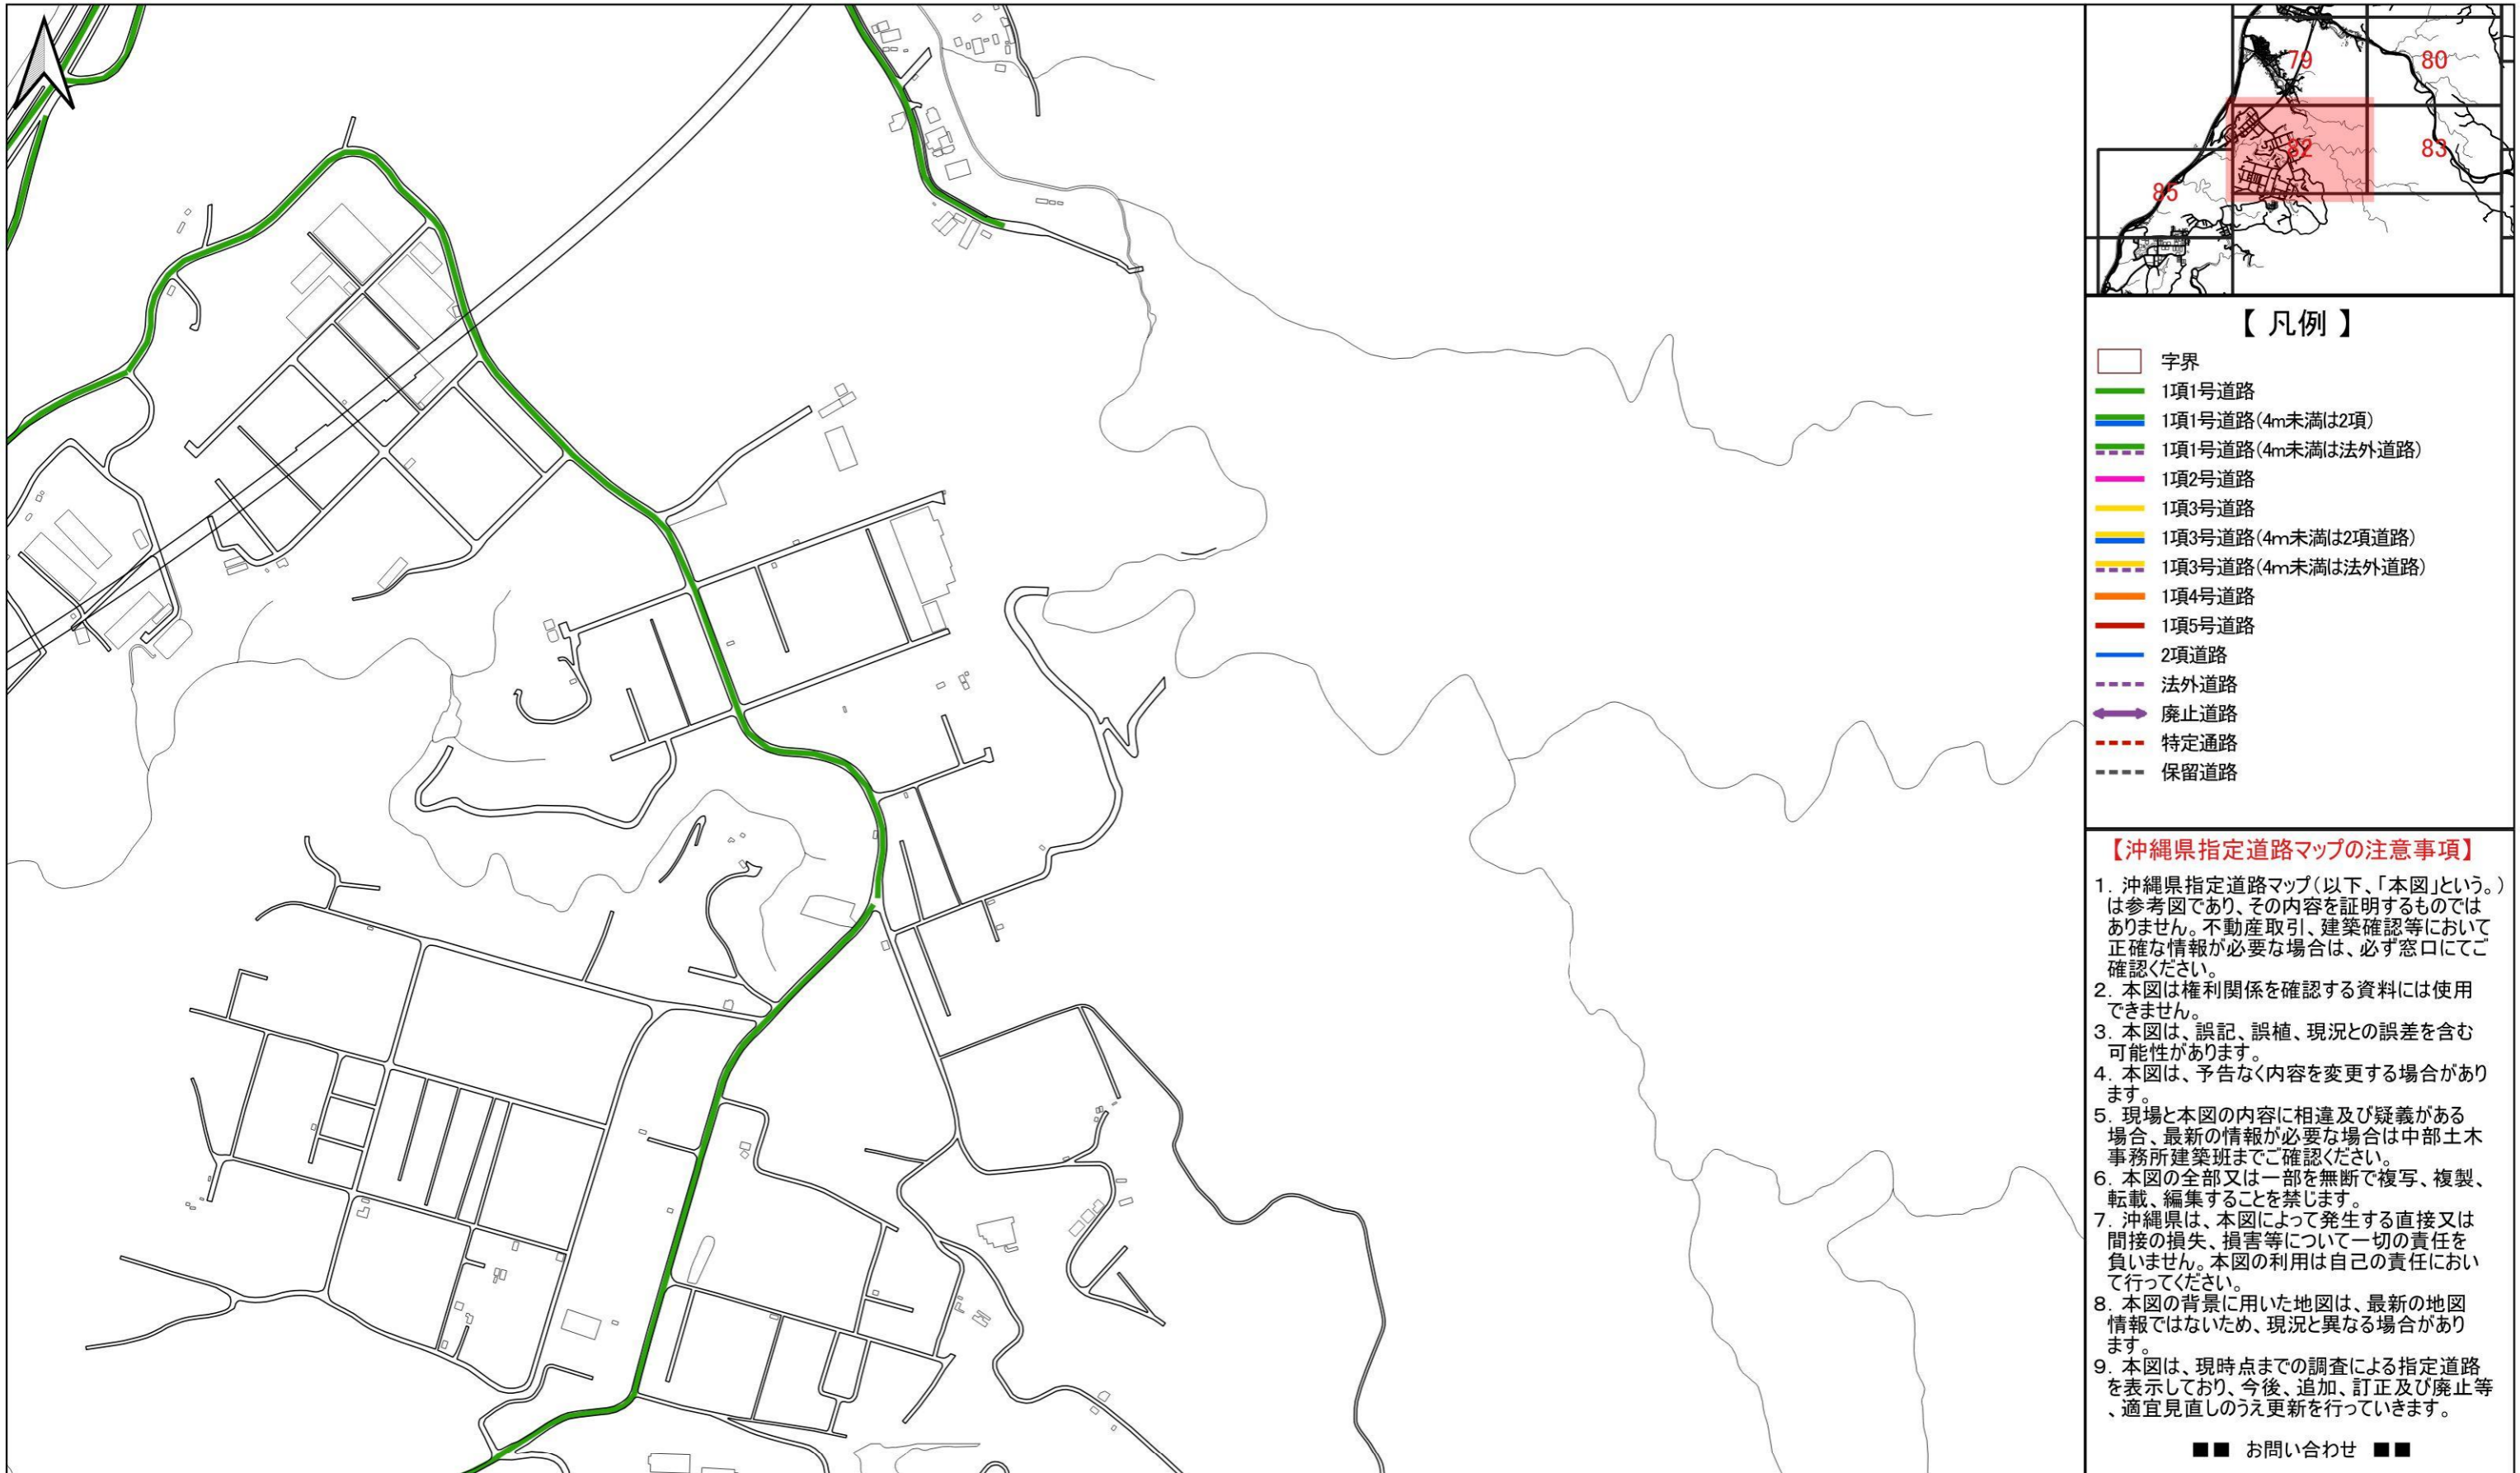 79
80
82
83
85
【 凡例 】
字界
1項1号道路
1項1号道路(4m未満は2項)
1項1号道路(4m未満は法外道路)
1項2号道路
1項3号道路
1項3号道路(4m未満は2項道路)
1項3号道路(4m未満は法外道路)
1項4号道路
1項5号道路
2項道路
法外道路
廃止道路
特定通路
保留道路
【沖縄県指定道路マップの注意事項】
1. 沖縄県指定道路マップ(以下、「本図」という。)
は参考図であり、その内容を証明するものでは
ありません。不動産取引、建築確認等において
正確な情報が必要な場合は、必ず窓口にてご
確認ください。
2. 本図は権利関係を確認する資料には使用
できません。
3. 本図は、誤記、誤植、現況との誤差を含む
可能性があります。
4. 本図は、予告なく内容を変更する場合があり
ます。
5. 現場と本図の内容に相違及び疑義がある
場合、最新の情報が必要な場合は中部土木
事務所建築班までご確認ください。
6. 本図の全部又は一部を無断で複写、複製、
転載、編集することを禁じます。
7. 沖縄県は、本図によって発生する直接又は
間接の損失、損害等について一切の責任を
負いません。本図の利用は自己の責任におい
て行ってください。
8. 本図の背景に用いた地図は、最新の地図
情報ではないため、現況と異なる場合があり
ます。
9. 本図は、現時点までの調査による指定道路
を表示しており、今後、追加、訂正及び廃止等
、適宜見直しのうえ更新を行っていきます。
■■ お問い合わせ ■■